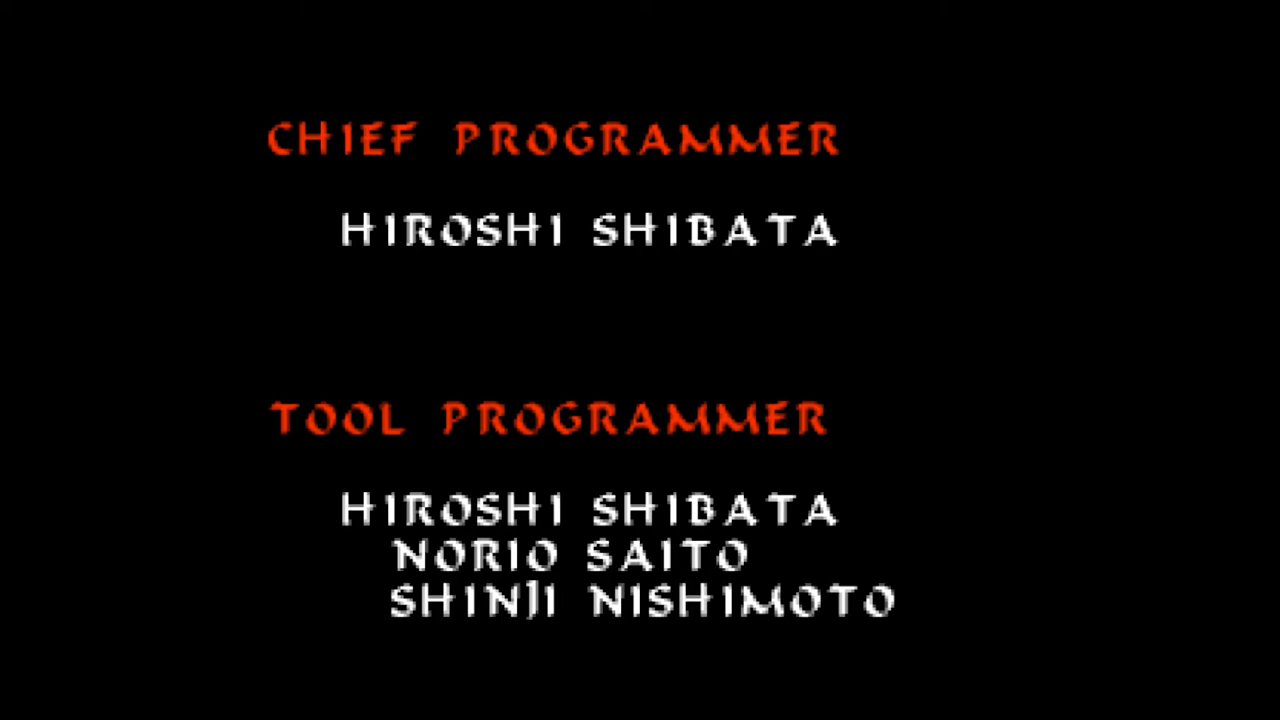 CHIEF PROGRAMMER
HIROSHI SHIBATA
TOOL PROGRAMMER
HIROSHI SHIBATA
NORIO SAITO
SHINJI NISHIMOTO